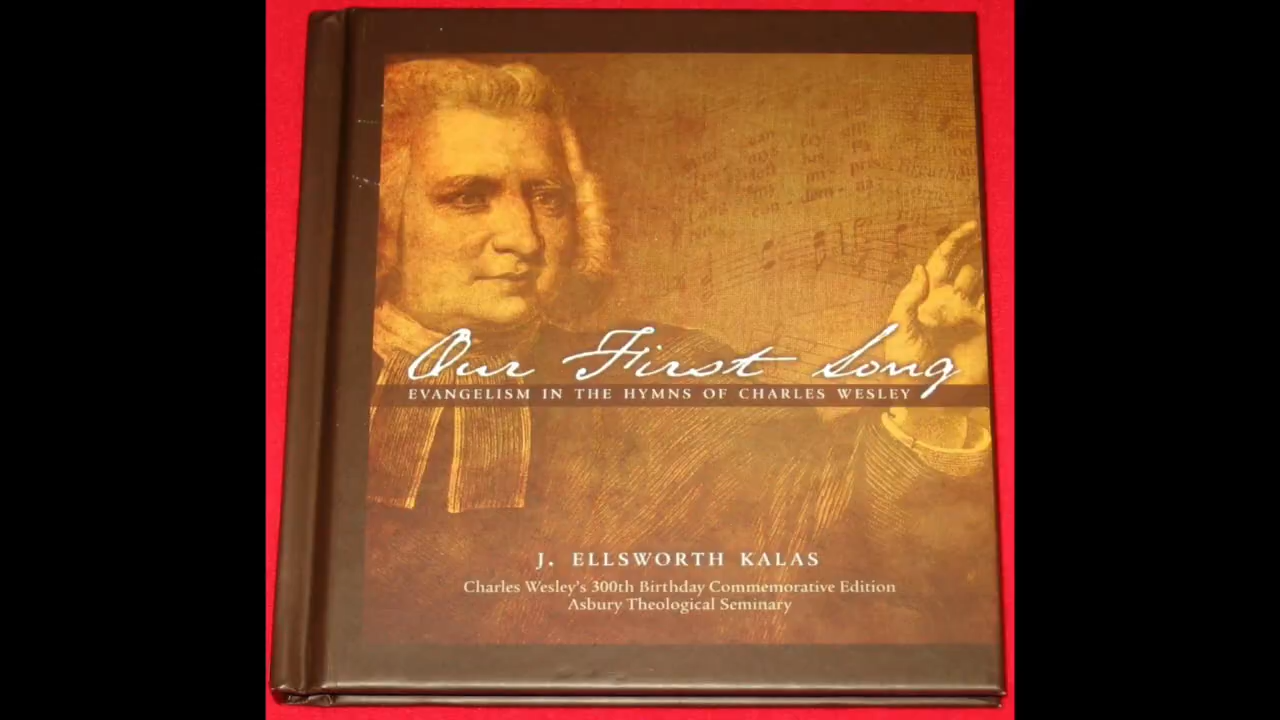 Our First Song
EVANGELISM IN THE HYMNS OF CHARLES WESLEY
J. ELLSWORTH KALAS
Charles Wesley's 300th Birthday Commemorative Edition
Asbury Theological Seminary